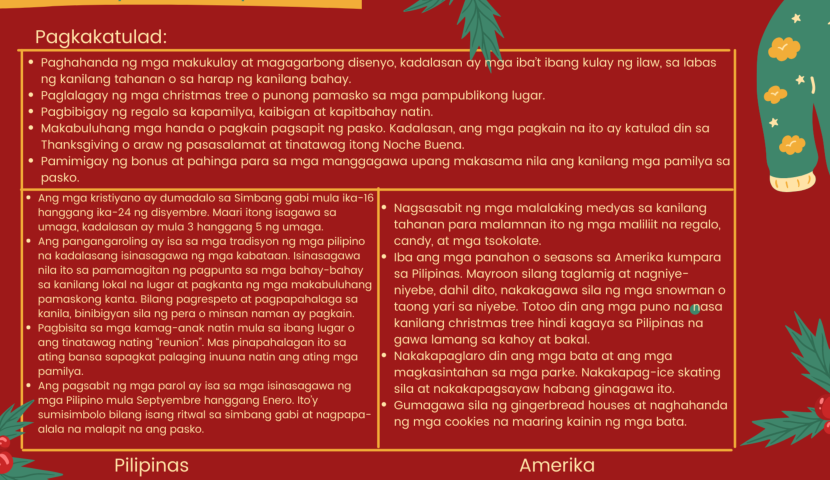 Pagkakatulad:
• Paghahanda ng mga makukulay at magagarbong disenyo, kadalasan ay mga iba't ibang kulay ng ilaw, sa labas
ng kanilang tahanan o sa harap ng kanilang bahay.
• Paglalagay ng mga christmas tree o punong pamasko sa mga pampublikong lugar.
• Pagbibigay ng regalo sa kapamilya, kaibigan at kapitbahay natin.
• Makabuluhang mga handa o pagkain pagsapit ng pasko. Kadalasan, ang mga pagkain na ito ay katulad din sa
Thanksgiving o araw ng pasasalamat at tinatawag itong Noche Buena.
• Pamimigay ng bonus at pahinga para sa mga manggagawa upang makasama nila ang kanilang mga pamilya sa
pasko.
• Ang mga kristiyano ay dumadalo sa Simbang gabi mula ika-16
hanggang ika-24 ng disyembre. Maari itong isagawa sa
umaga, kadalasan ay mula 3 hanggang 5 ng umaga.
• Ang pangangaroling ay isa sa mga tradisyon ng mga pilipino
na kadalasang isinasagawa ng mga kabataan. Isinasagawa
nila ito sa pamamagitan ng pagpunta sa mga bahay-bahay
sa kanilang lokal na lugar at pagkanta ng mga makabuluhang
pamaskong kanta. Bilang pagrespeto at pagpapahalaga sa
kanila, binibigyan sila ng pera o minsan naman ay pagkain.
• Pagbisita sa mga kamag-anak natin mula sa ibang lugar o
ang tinatawag nating "reunion". Mas pinapahalagan ito sa
ating bansa sapagkat palaging inuuna natin ang ating mga
pamilya.
• Ang pagsabit ng mga parol ay isa sa mga isinasagawa ng
mga Pilipino mula Septyembre hanggang Enero. Ito'y
sumisimbolo bilang isang ritwal sa simbang gabi at nagpapa-
alala na malapit na ang pasko.
Pilipinas
• Nagsasabit ng mga malalaking medyas sa kanilang
tahanan para malamnan ito ng mga maliliit na regalo,
candy, at mga tsokolate.
• Iba ang mga panahon o seasons sa Amerika kumpara
sa Pilipinas. Mayroon silang taglamig at nagniye-
niyebe, dahil dito, nakakagawa sila ng mga snowman o
taong yari sa niyebe. Totoo din ang mga puno na nasa
kanilang christmas tree hindi kagaya sa Pilipinas na
gawa lamang sa kahoy at bakal.
• Nakakapaglaro din ang mga bata at ang mga
magkasintahan sa mga parke. Nakakapag-ice skating
sila at nakakapagsayaw habang ginagawa ito.
• Gumagawa sila ng gingerbread houses at naghahanda
ng mga cookies na maaring kainin ng mga bata.
Amerika